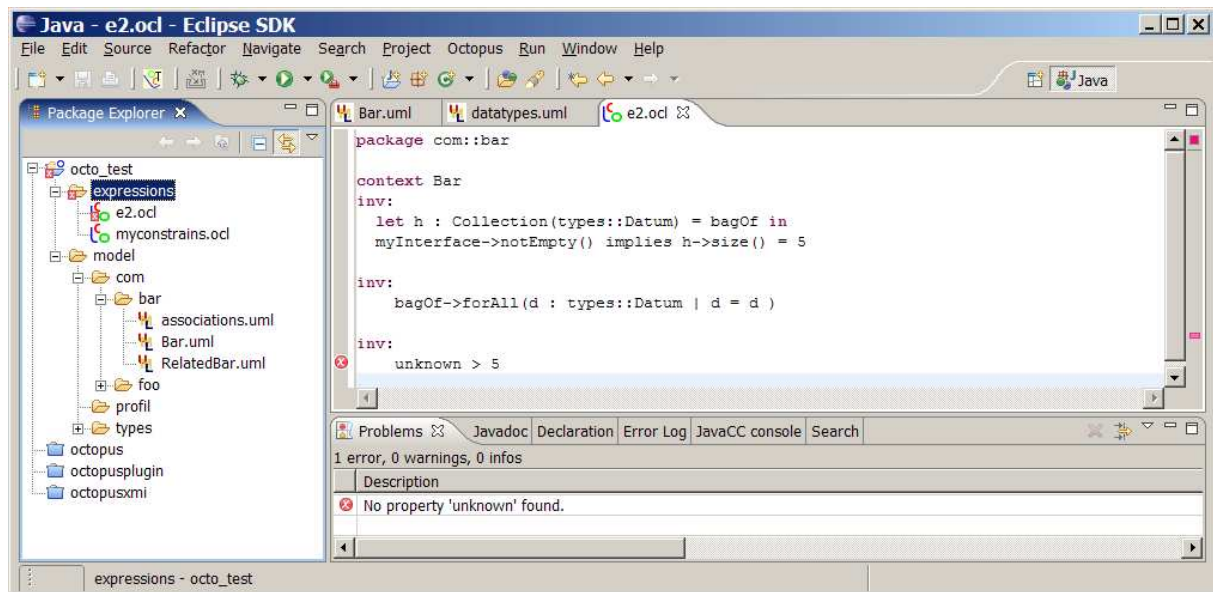 Java - e2.ocl - Eclipse SDK
File Edit Source Refactor Navigate Search Project Octopus Run Window Help
Java
Package Explorer
Bar.uml datatypes.uml e2.ocl
octo_test
expressions
e2.ocl
myconstrains.ocl
model
com
bar
associations.uml
Bar.uml
RelatedBar.uml
foo
profil
types
octopus
octopusplugin
octopusxmi
package com::bar
context Bar
inv:
let h : Collection(types::Datum) = bagOf in
myInterface->notEmpty() implies h->size() = 5
inv:
bagOf->forAll(d : types::Datum | d = d )
inv:
unknown > 5
Problems Javadoc Declaration Error Log JavaCC console Search
1 error, 0 warnings, 0 infos
Description
No property 'unknown' found.
expressions - octo_test